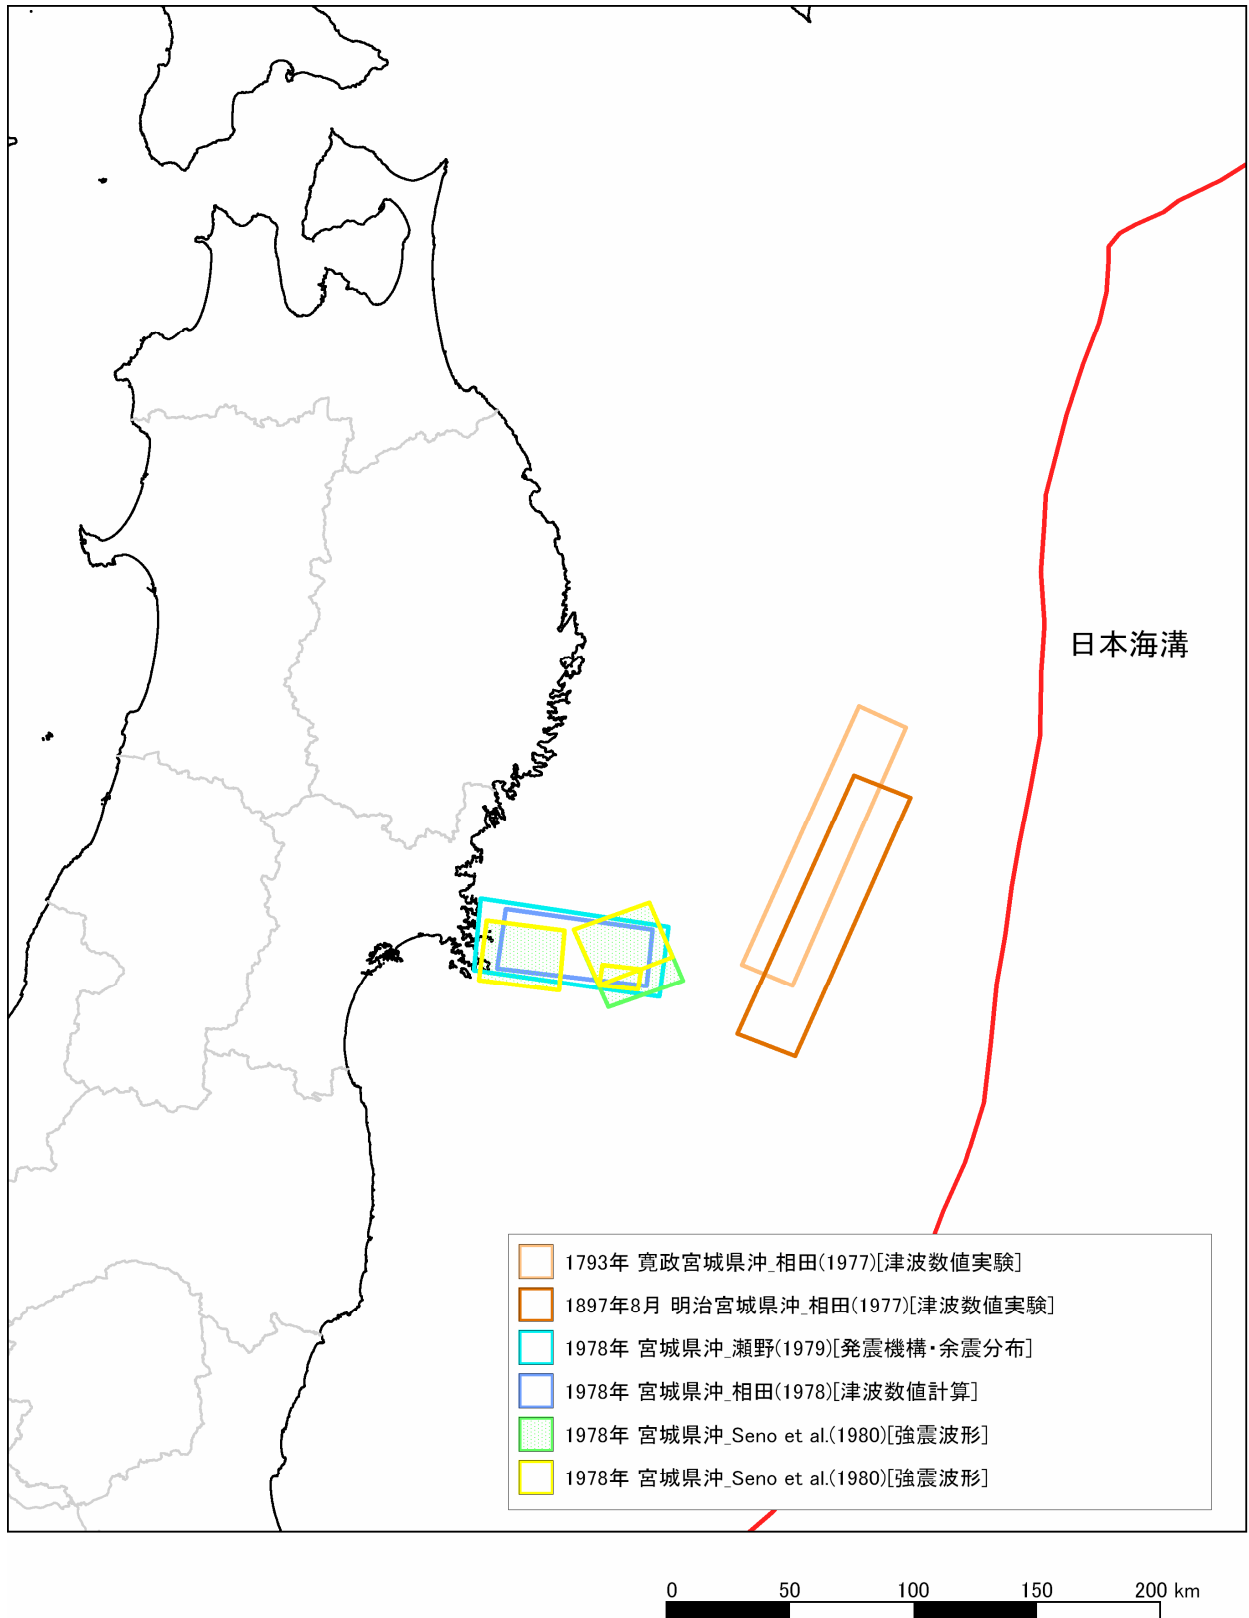 日本海溝
1793年 寛政宮城県沖_相田(1977)[津波数値実験]
1897年8月 明治宮城県沖_相田(1977)[津波数値実験]
1978年 宮城県沖_瀬野(1979)[発震機構・余震分布]
1978年 宮城県沖_相田(1978)[津波数値計算]
1978年 宮城県沖_Seno et al.(1980)[強震波形]
1978年 宮城県沖_Seno et al.(1980)[強震波形]
0 50 100 150 200 km